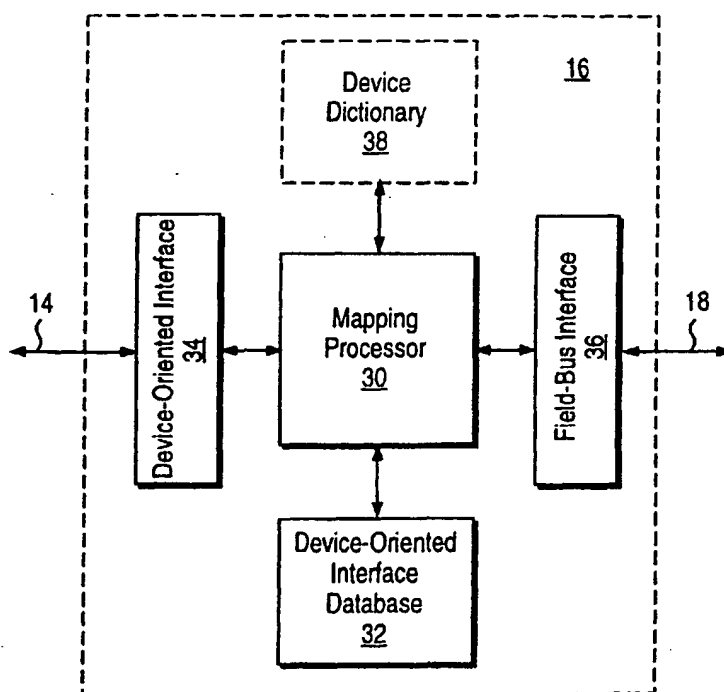 16
Device
Dictionary
38
14
Device-Oriented Interface
34
Mapping
Processor
30
Field-Bus Interface
36
18
Device-Oriented
Interface
Database
32